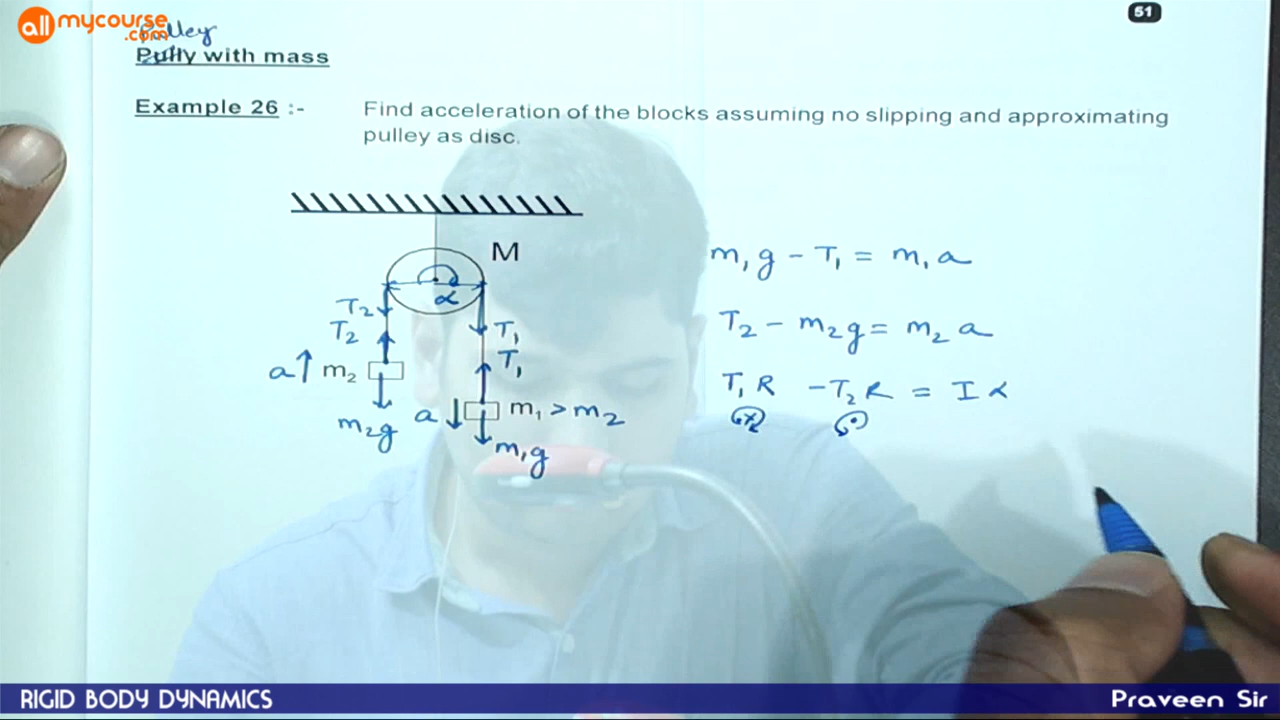 51
allmycourse.com
Pulley
Pully with mass
Example 26 :- Find acceleration of the blocks assuming no slipping and approximating
pulley as disc.
M
α
T₂
T₂
T₁
T₁
a↑ m₂
a↓ m₁ > m₂
m₂g
m₁g
m₁g - T₁ = m₁a
T₂ - m₂g = m₂a
T₁R - T₂R = Iα
RIGID BODY DYNAMICS
Praveen Sir